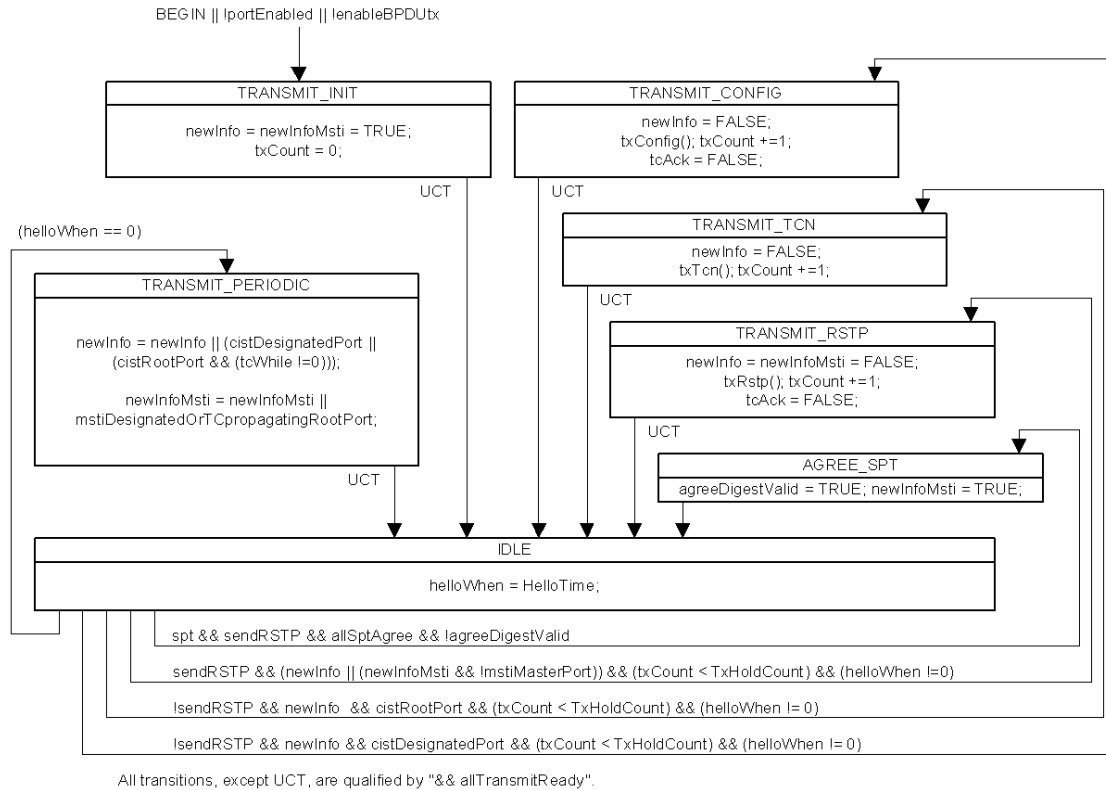 BEGIN || !portEnabled || !enableBPDUtx
TRANSMIT_INIT
newInfo = newInfoMsti = TRUE;
txCount = 0;
UCT
TRANSMIT_CONFIG
newInfo = FALSE;
txConfig(); txCount +=1;
tcAck = FALSE;
UCT
TRANSMIT_TCN
newInfo = FALSE;
txTcn(); txCount +=1;
UCT
(helloWhen == 0)
TRANSMIT_PERIODIC
newInfo = newInfo || (cistDesignatedPort ||
(cistRootPort && (tcWhile !=0)));
newInfoMsti = newInfoMsti ||
mstiDesignatedOrTCpropagatingRootPort;
UCT
TRANSMIT_RSTP
newInfo = newInfoMsti = FALSE;
txRstp(); txCount +=1;
tcAck = FALSE;
UCT
AGREE_SPT
agreeDigestValid = TRUE; newInfoMsti = TRUE;
IDLE
helloWhen = HelloTime;
spt && sendRSTP && allSptAgree && !agreeDigestValid
sendRSTP && (newInfo || (newInfoMsti && !mstiMasterPort)) && (txCount < TxHoldCount) && (helloWhen !=0)
!sendRSTP && newInfo && cistRootPort && (txCount < TxHoldCount) && (helloWhen != 0)
!sendRSTP && newInfo && cistDesignatedPort && (txCount < TxHoldCount) && (helloWhen != 0)
All transitions, except UCT, are qualified by "&& allTransmitReady".